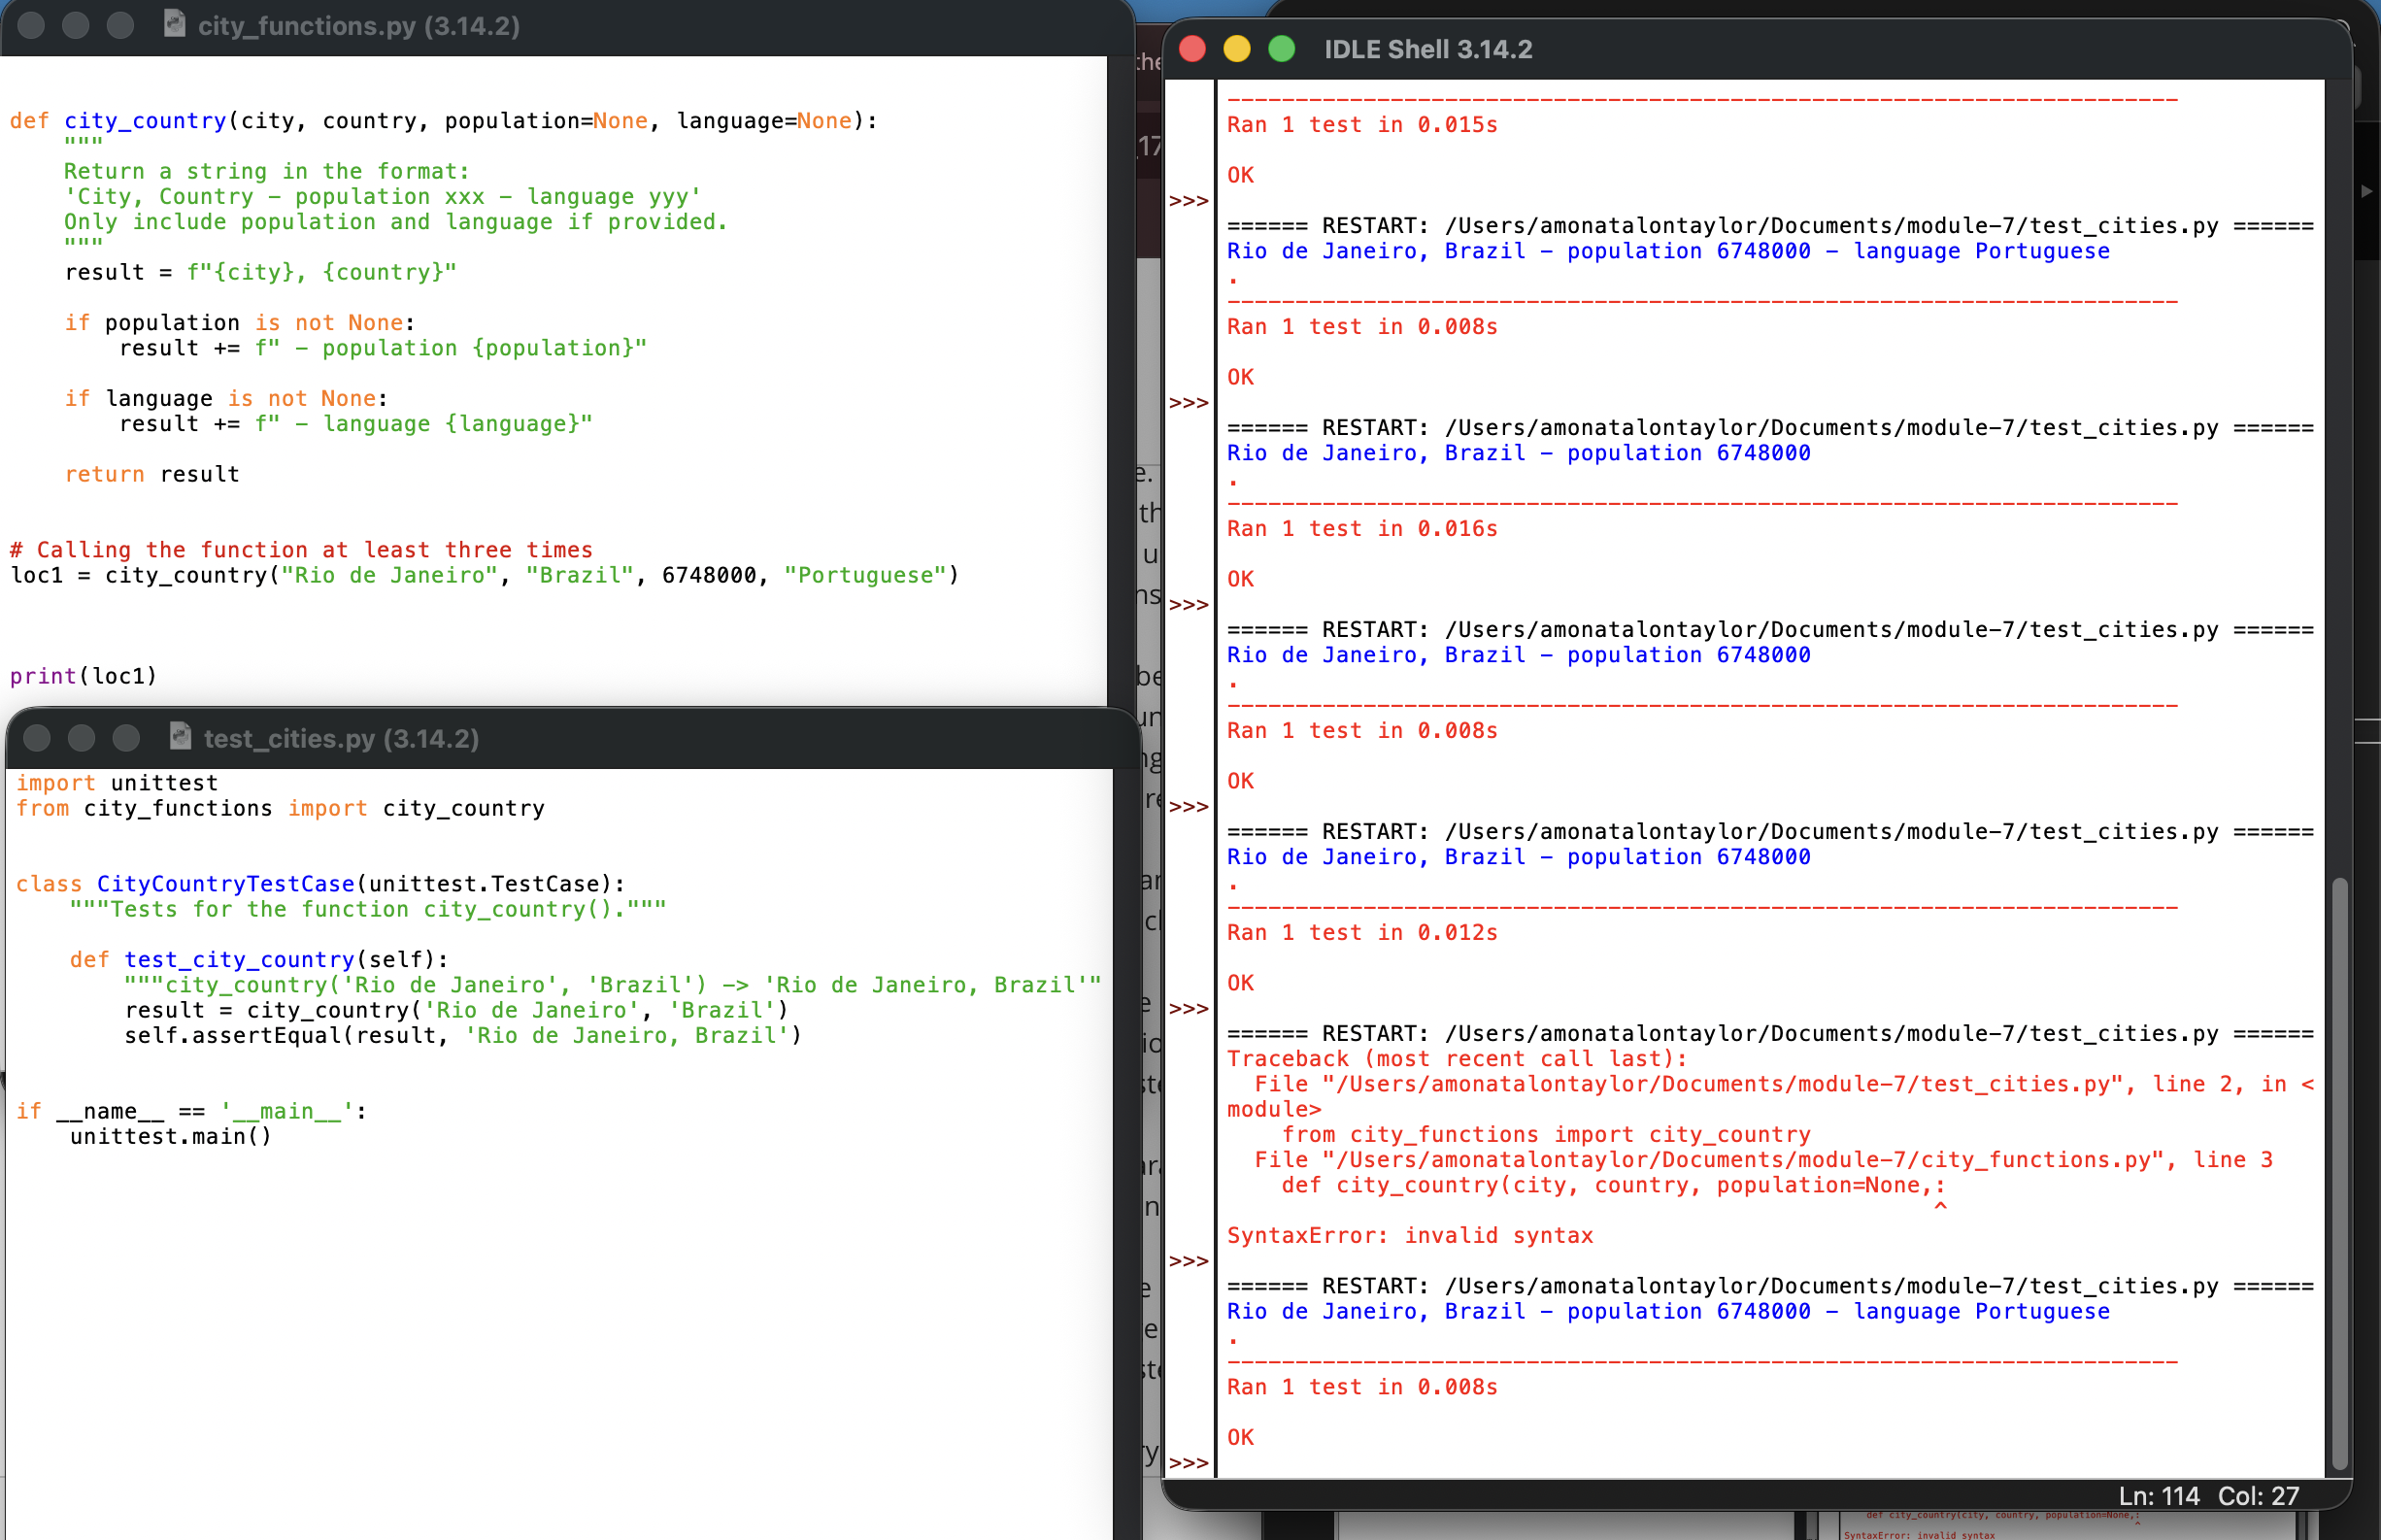 city_functions.py (3.14.2)
def city_country(city, country, population=None, language=None):
"""
Return a string in the format:
'City, Country - population xxx - language yyy'
Only include population and language if provided.
"""
result = f"{city}, {country}"
if population is not None:
result += f" - population {population}"
if language is not None:
result += f" - language {language}"
return result
# Calling the function at least three times
loc1 = city_country("Rio de Janeiro", "Brazil", 6748000, "Portuguese")
print(loc1)
test_cities.py (3.14.2)
import unittest
from city_functions import city_country
class CityCountryTestCase(unittest.TestCase):
"""Tests for the function city_country()."""
def test_city_country(self):
"""city_country('Rio de Janeiro', 'Brazil') -> 'Rio de Janeiro, Brazil'"
result = city_country('Rio de Janeiro', 'Brazil')
self.assertEqual(result, 'Rio de Janeiro, Brazil')
if __name__ == '__main__':
unittest.main()
IDLE Shell 3.14.2
----------------------------------------------------------------------
Ran 1 test in 0.015s
OK
>>>
====== RESTART: /Users/amonatalontaylor/Documents/module-7/test_cities.py ======
Rio de Janeiro, Brazil - population 6748000 - language Portuguese
.
----------------------------------------------------------------------
Ran 1 test in 0.008s
OK
>>>
====== RESTART: /Users/amonatalontaylor/Documents/module-7/test_cities.py ======
Rio de Janeiro, Brazil - population 6748000
.
----------------------------------------------------------------------
Ran 1 test in 0.016s
OK
>>>
====== RESTART: /Users/amonatalontaylor/Documents/module-7/test_cities.py ======
Rio de Janeiro, Brazil - population 6748000
.
----------------------------------------------------------------------
Ran 1 test in 0.008s
OK
>>>
====== RESTART: /Users/amonatalontaylor/Documents/module-7/test_cities.py ======
Rio de Janeiro, Brazil - population 6748000
.
----------------------------------------------------------------------
Ran 1 test in 0.012s
OK
>>>
====== RESTART: /Users/amonatalontaylor/Documents/module-7/test_cities.py ======
Traceback (most recent call last):
File "/Users/amonatalontaylor/Documents/module-7/test_cities.py", line 2, in <
module>
from city_functions import city_country
File "/Users/amonatalontaylor/Documents/module-7/city_functions.py", line 3
def city_country(city, country, population=None,:
^
SyntaxError: invalid syntax
>>>
====== RESTART: /Users/amonatalontaylor/Documents/module-7/test_cities.py ======
Rio de Janeiro, Brazil - population 6748000 - language Portuguese
.
----------------------------------------------------------------------
Ran 1 test in 0.008s
OK
>>>
Ln: 114 Col: 27
def city_country(city, country, population=None,:
^
SyntaxError: invalid syntax